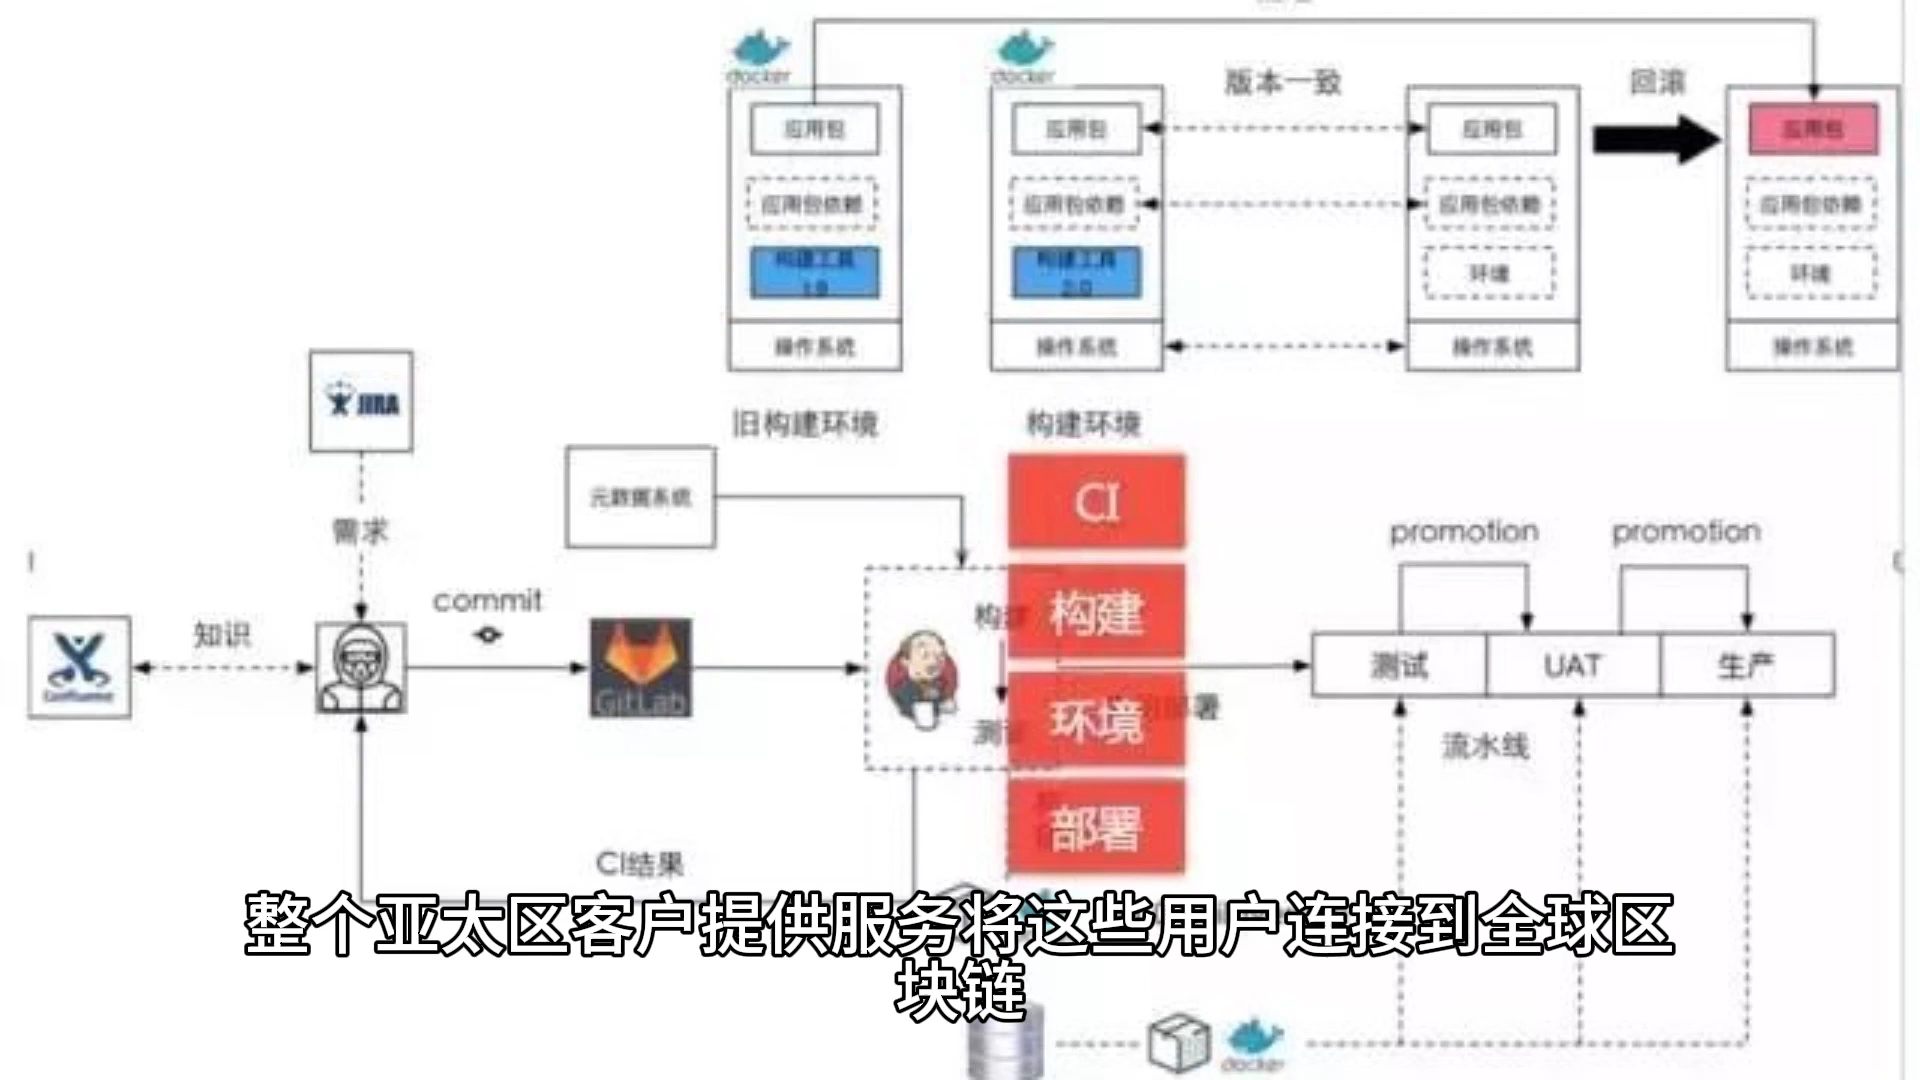 docker
docker
版本一致
回滚
应用包
应用包
应用包
应用包
应用包依赖
应用包依赖
应用包依赖
应用包依赖
构建工具
1.9
构建工具
2.0
环境
环境
操作系统
操作系统
操作系统
操作系统
旧构建环境
构建环境
JIRA
元数据系统
CI
需求
promotion
promotion
commit
构建
知识
Confluence
GitLab
测试
UAT
生产
环境
流水线
部署
CI结果
整个亚太区客户提供服务将这些用户连接到全球区
块链
docker